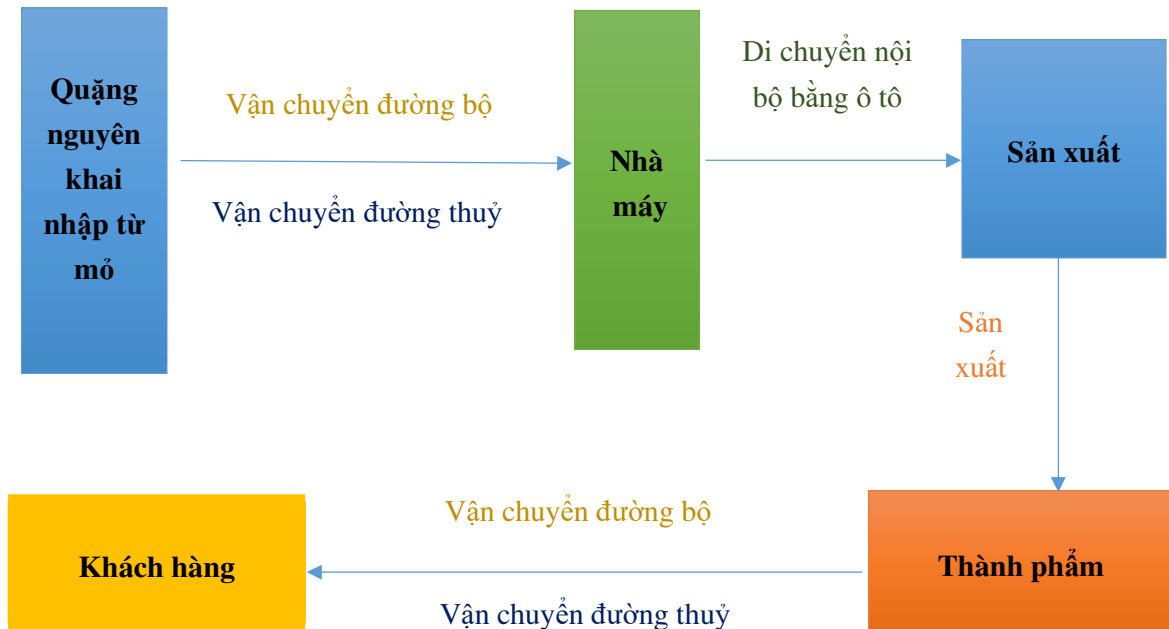 Quặng
nguyên
khai
nhập từ
mỏ
Vận chuyển đường bộ
Vận chuyển đường thuỷ
Nhà
máy
Di chuyển nội
bộ bằng ô tô
Sản xuất
Sản
xuất
Thành phẩm
Vận chuyển đường bộ
Vận chuyển đường thuỷ
Khách hàng